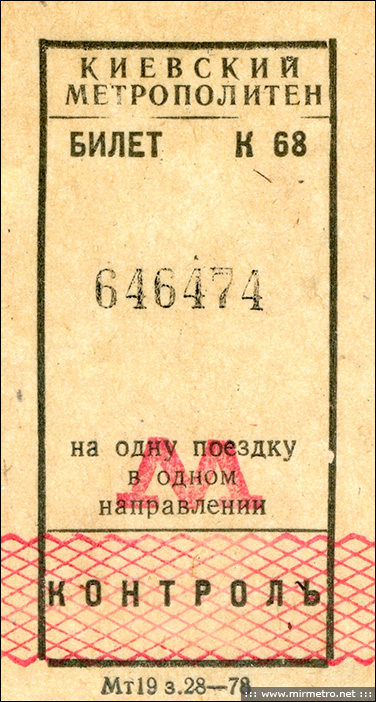 КИЕВСКИЙ
МЕТРОПОЛИТЕН
БИЛЕТ К 68
646474
на одну поездку
в одном
направлении
М
КОНТРОЛЬ
Мт19 з.28—78
::: www.mirmetro.net :::